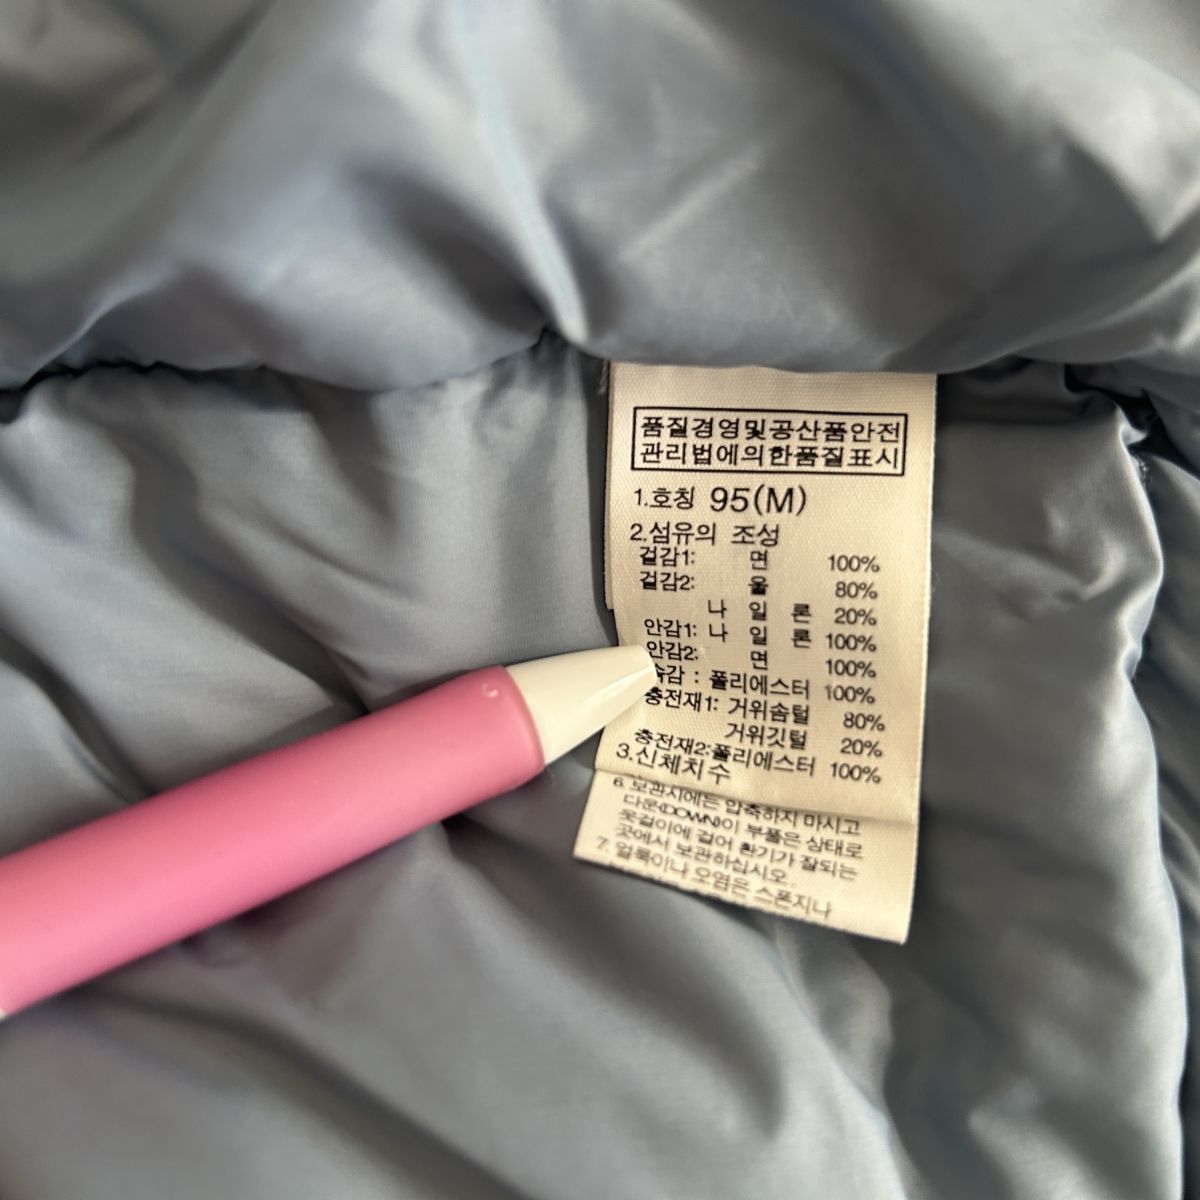 품질경영및공산품안전
관리법에의한품질표시
1.호칭 95(M)
2.섬유의 조성
겉감1: 면 100%
겉감2: 울 80%
나 일 론 20%
안감1: 나 일 론 100%
안감2: 면 100%
속감 : 폴리에스터 100%
충전재1: 거위솜털 80%
거위깃털 20%
충전재2:폴리에스터 100%
3.신체치수
6. 보관시에는 압축하지 마시고
다운(DOWN)이 부풀은 상태로
옷걸이에 걸어 환기가 잘되는
곳에서 보관하십시오.
7. 얼룩이나 오염은 스폰지나